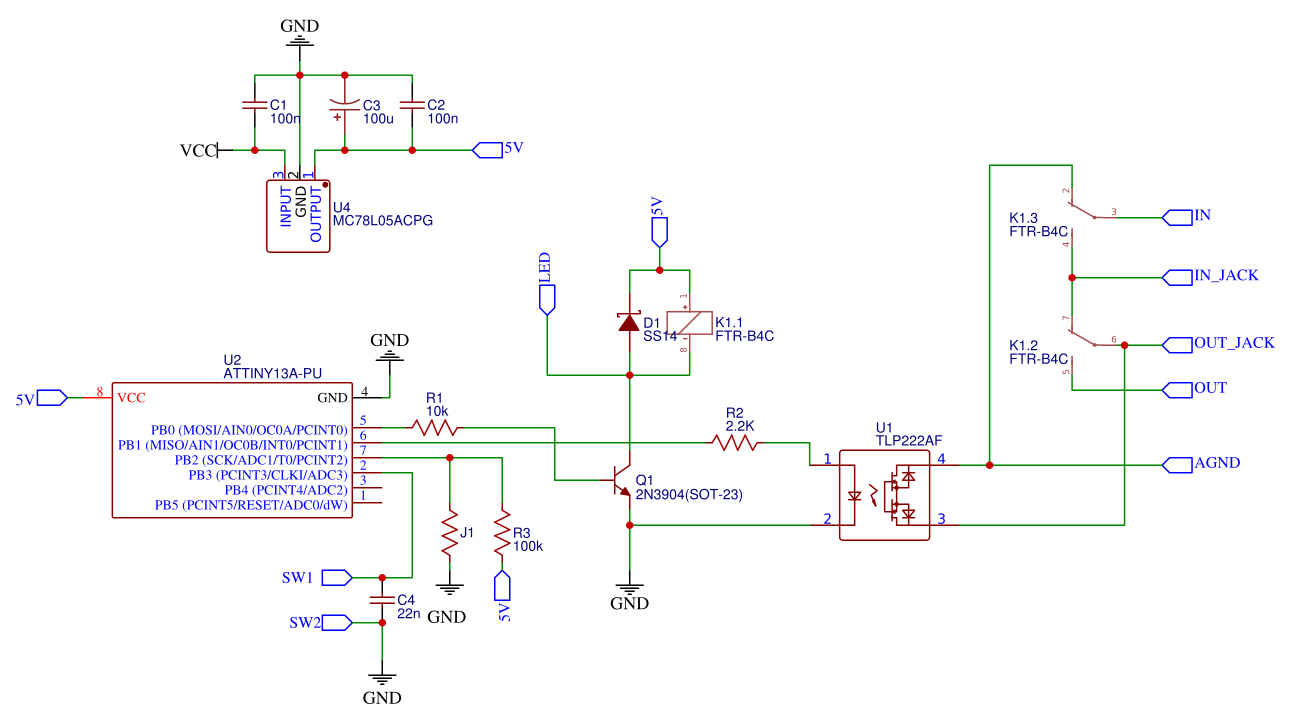 GND
C1
100n
C3
100u
C2
100n
+
VCC
5V
3
2
1
INPUT
GND
OUTPUT
U4
MC78L05ACPG
5V
LED
D1
SS14
1
+
-
8
K1.1
FTR-B4C
2
3
4
K1.3
FTR-B4C
IN
IN_JACK
7
6
5
K1.2
FTR-B4C
OUT_JACK
OUT
AGND
GND
U2
ATTINY13A-PU
5V
8
VCC
GND
4
PB0 (MOSI/AIN0/OC0A/PCINT0)
5
PB1 (MISO/AIN1/OC0B/INT0/PCINT1)
6
PB2 (SCK/ADC1/T0/PCINT2)
7
PB3 (PCINT3/CLKI/ADC3)
2
PB4 (PCINT4/ADC2)
3
PB5 (PCINT5/RESET/ADC0/dW)
1
R1
10k
R2
2.2K
U1
TLP222AF
1
2
4
3
Q1
2N3904(SOT-23)
GND
J1
GND
R3
100k
5V
SW1
C4
22n
SW2
GND